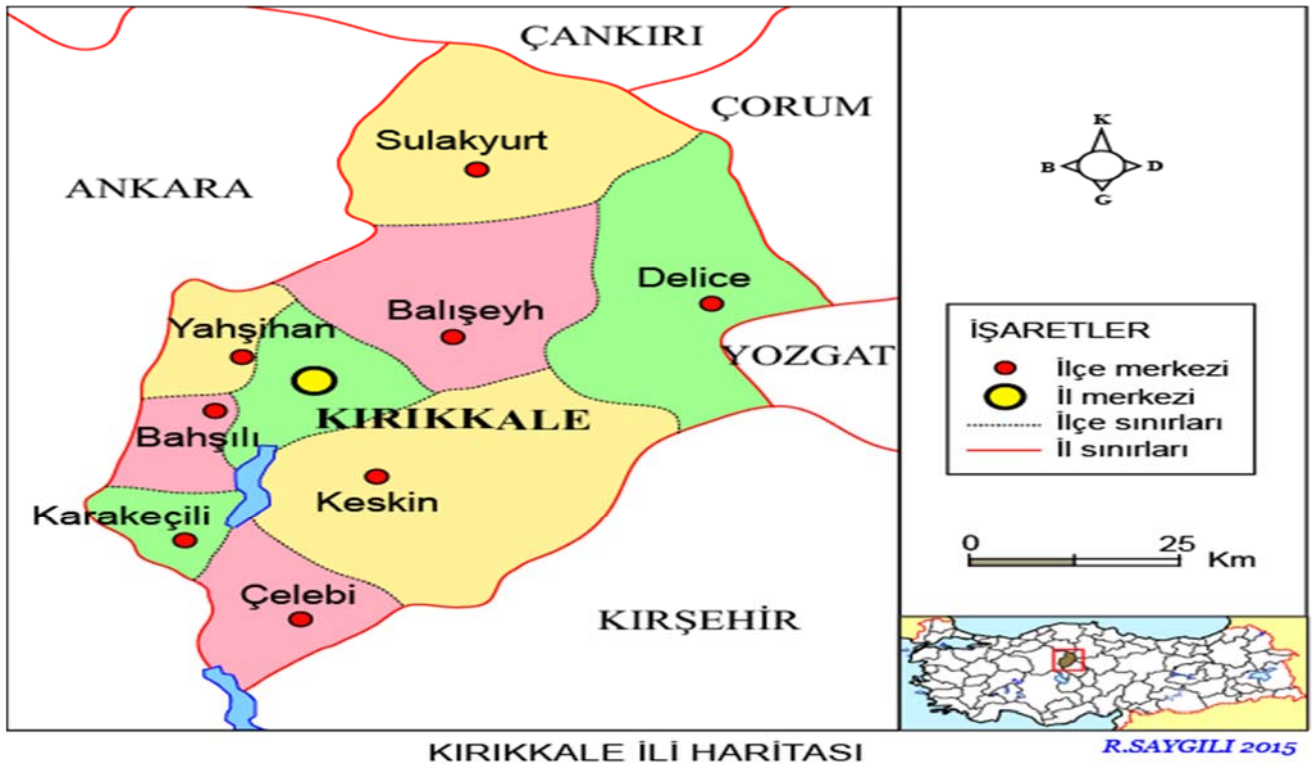 ÇANKIRI
ÇORUM
ANKARA
Sulakyurt
Delice
Balışeyh
Yahşihan
YOZGAT
KIRIKKALE
Bahşılı
Keskin
Karakeçili
Çelebi
KIRŞEHİR
K
B
D
G
İŞARETLER
İlçe merkezi
İl merkezi
İlçe sınırları
İl sınırları
0 25 Km
KIRIKKALE İLİ HARİTASI
R.SAYGILI 2015